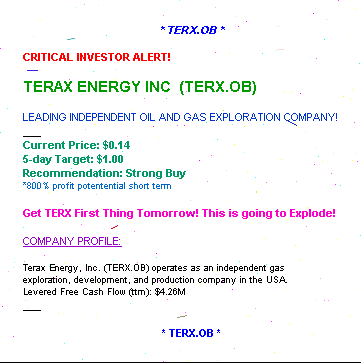 * TERX.OB *
CRITICAL INVESTOR ALERT!
TERAX ENERGY INC (TERX.OB)
LEADING INDEPENDENT OIL AND GAS EXPLORATION COMPANY!
Current Price: $0.14
5-day Target: $1.00
Recommendation: Strong Buy
*800% profit potentential short term
Get TERX First Thing Tomorrow! This is going to Explode!
COMPANY PROFILE:
Terax Energy, Inc. (TERX.OB) operates as an independent gas
exploration, development, and production company in the USA.
Levered Free Cash Flow (ttm): $4.26M
* TERX.OB *